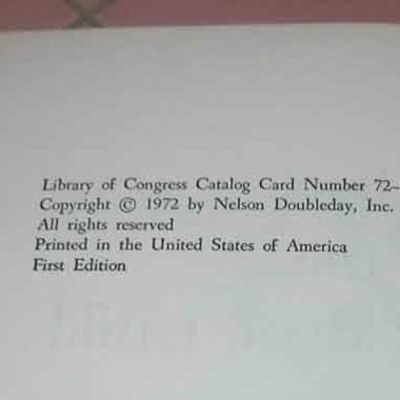 Library of Congress Catalog Card Number 72–
Copyright © 1972 by Nelson Doubleday, Inc.
All rights reserved
Printed in the United States of America
First Edition